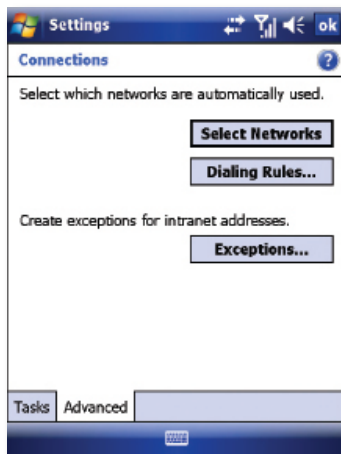 Settings
ok
Connections
?
Select which networks are automatically used.
Select Networks
Dialing Rules...
Create exceptions for intranet addresses.
Exceptions...
Tasks Advanced